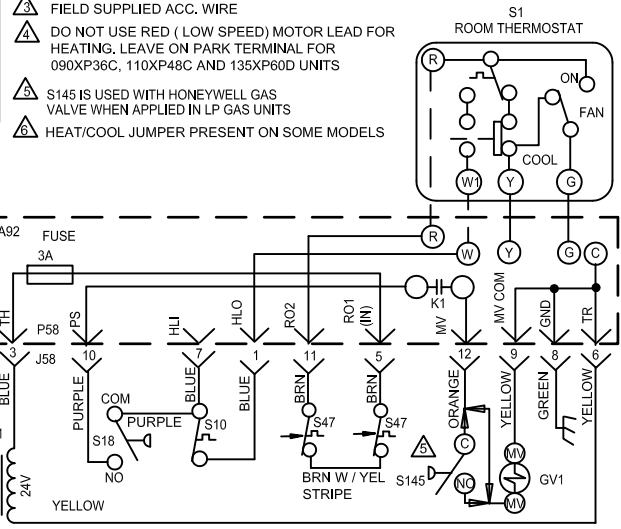 3 FIELD SUPPLIED ACC. WIRE
4 DO NOT USE RED ( LOW SPEED) MOTOR LEAD FOR
HEATING. LEAVE ON PARK TERMINAL FOR
090XP36C, 110XP48C AND 135XP60D UNITS
5 S145 IS USED WITH HONEYWELL GAS
VALVE WHEN APPLIED IN LP GAS UNITS
6 HEAT/COOL JUMPER PRESENT ON SOME MODELS
S1
ROOM THERMOSTAT
R
ON
FAN
COOL
W1 Y G
A92
FUSE
3A
R W Y G C
K1
TH PS HLI HLO RO2 RO1 (IN) MV MV COM GND TR
P58
J58
3 10 7 1 11 5 12 9 8 6
BLUE PURPLE BLUE BLUE BRN BRN ORANGE YELLOW GREEN YELLOW
COM
PURPLE
S18
NO
S10
S47
S47
5
C
S145
NO
MV
GV1
MV
BRN W / YEL
STRIPE
24V
YELLOW